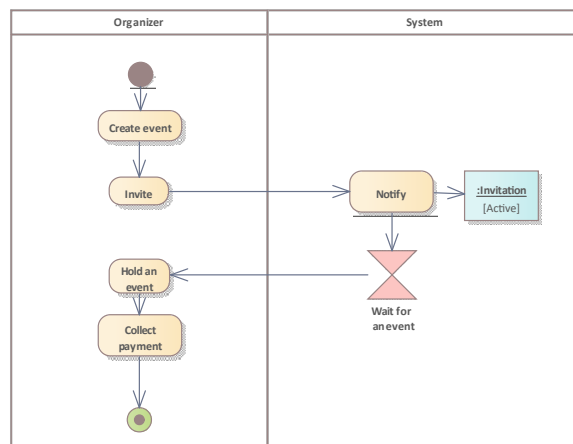 Organizer
System
Create event
Invite
Notify
:Invitation
[Active]
Hold an
event
Wait for
an event
Collect
payment